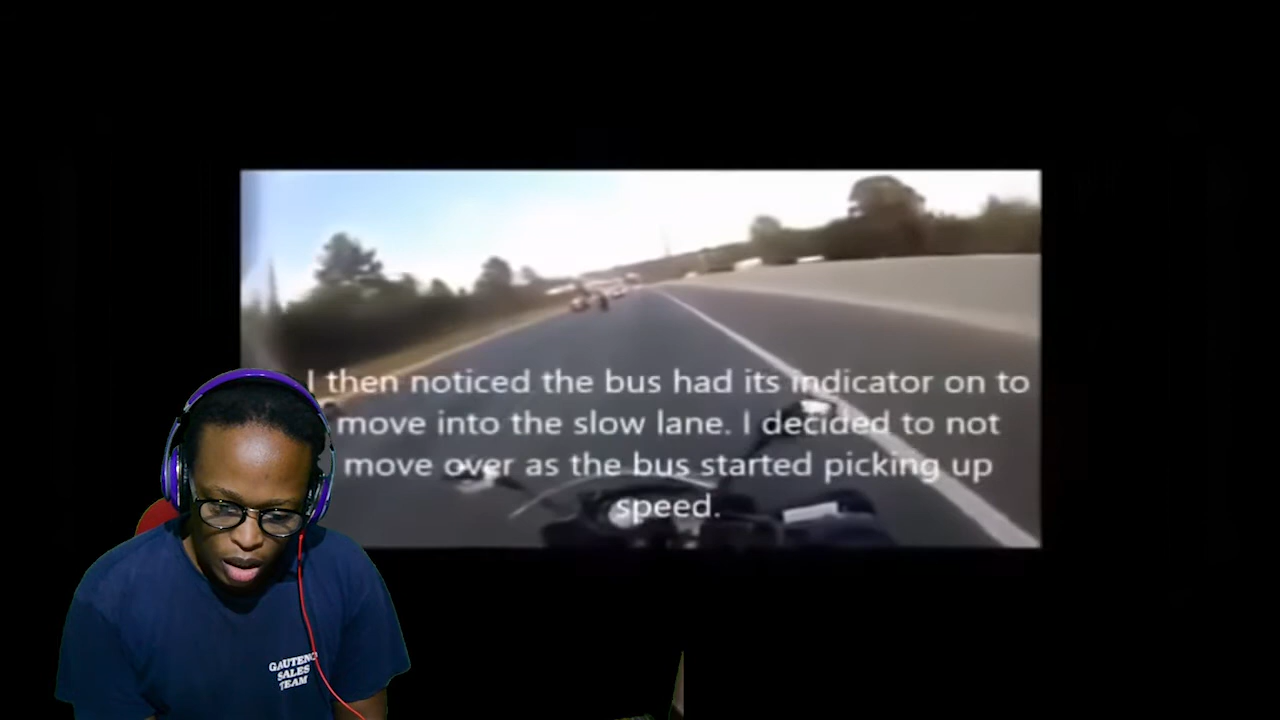 I then noticed the bus had its indicator on to
move into the slow lane. I decided to not
move over as the bus started picking up
speed.
GAUTENG
SALES
TEAM